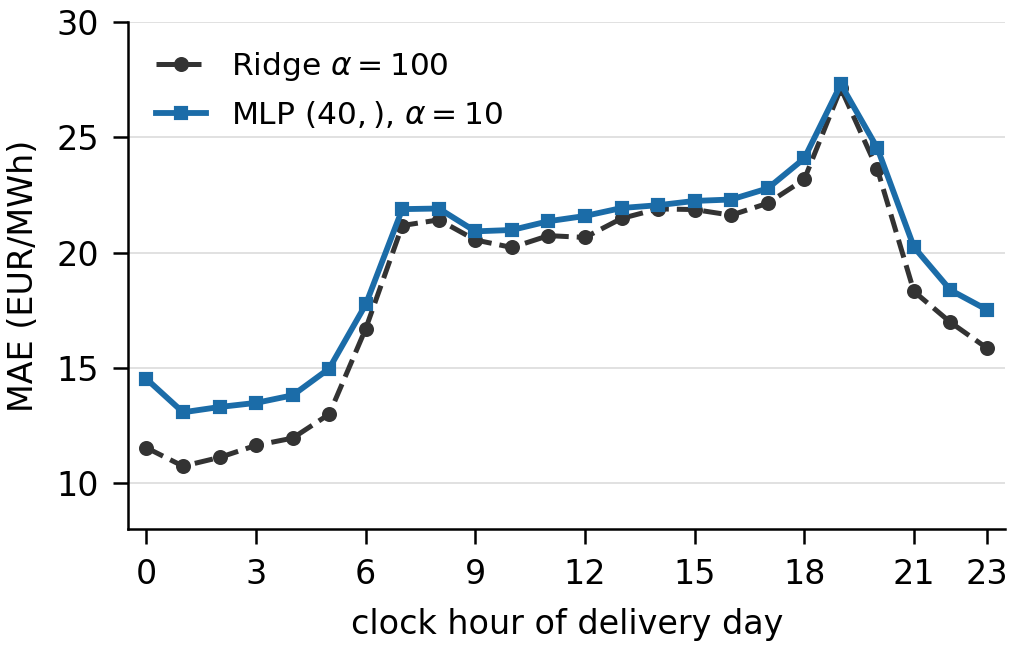 30
25
20
15
10
MAE (EUR/MWh)
Ridge α = 100
MLP (40, ), α = 10
0 3 6 9 12 15 18 21 23
clock hour of delivery day